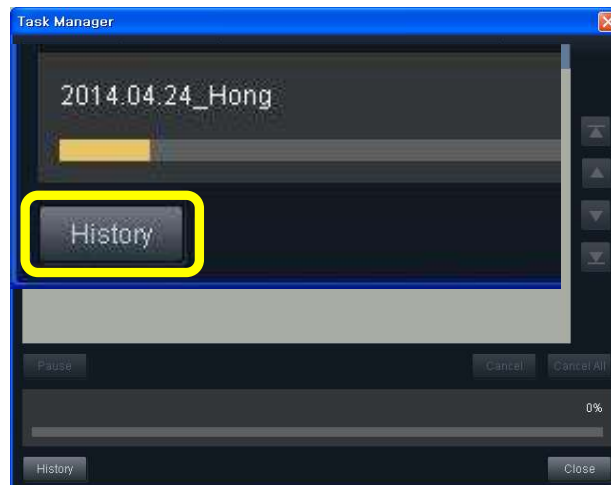 Task Manager
2014.04.24_Hong
History
Pause Cancel Cancel All
0%
History Close